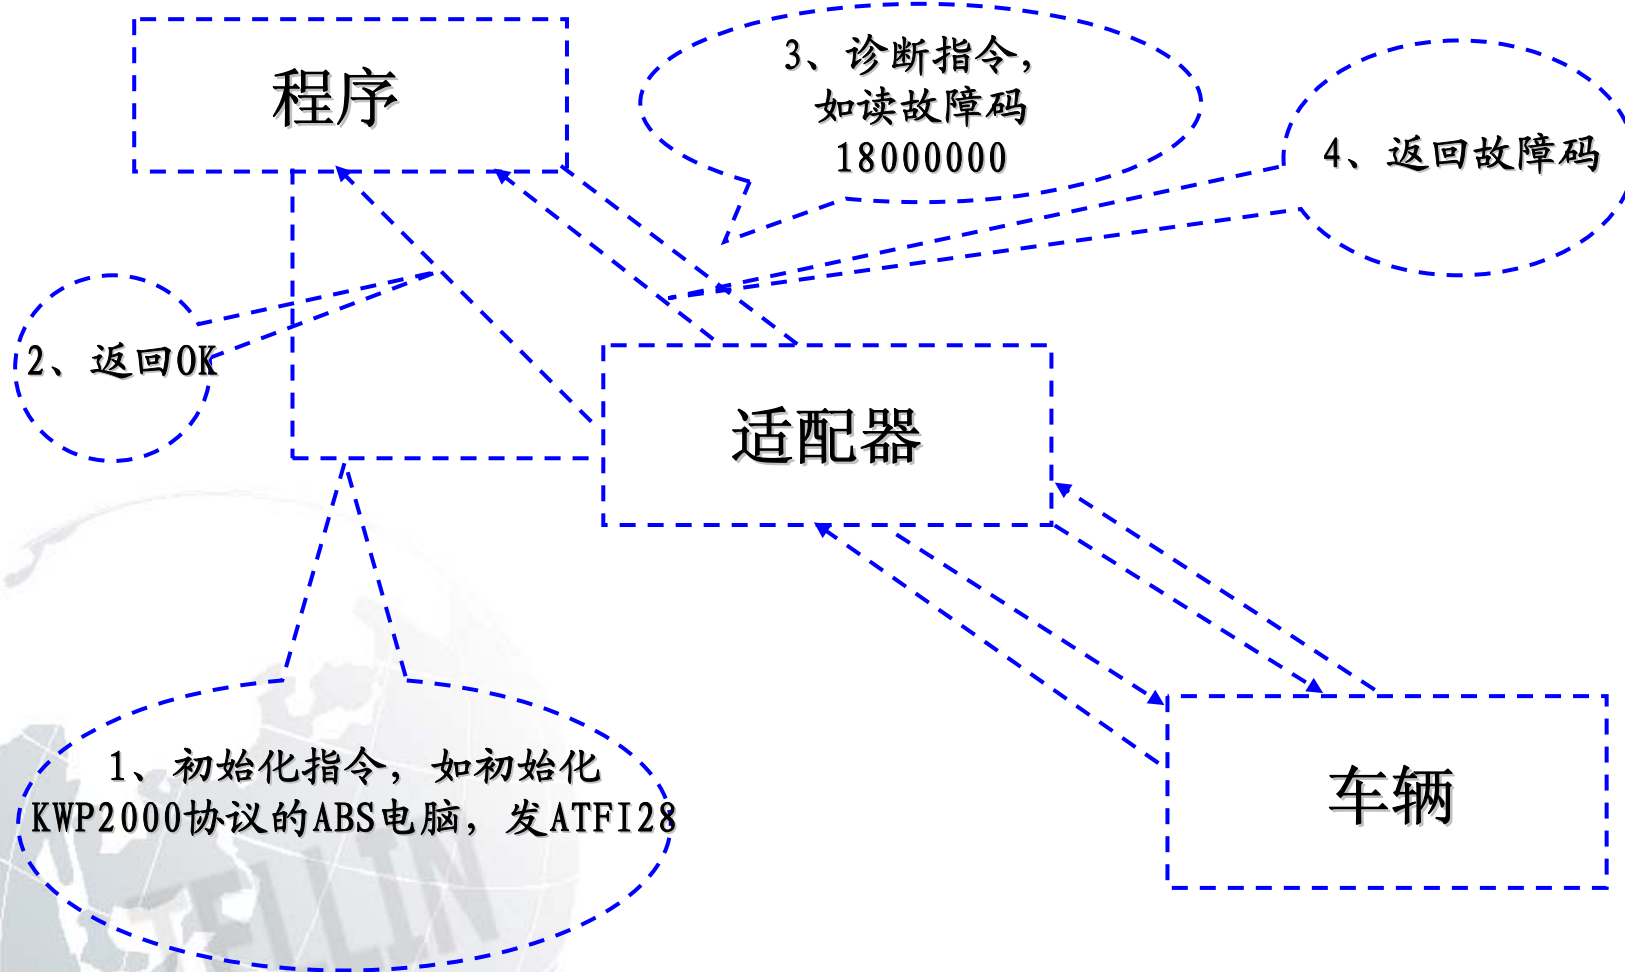 程序
3、诊断指令，
如读故障码
18000000
4、返回故障码
2、返回OK
适配器
1、初始化指令，如初始化
KWP2000协议的ABS电脑，发ATFI28
车辆